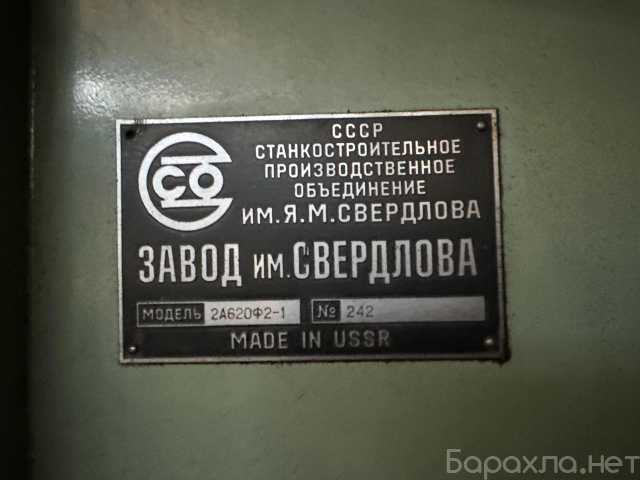 СССР
СТАНКОСТРОИТЕЛЬНОЕ
ПРОИЗВОДСТВЕННОЕ
ОБЪЕДИНЕНИЕ
ИМ.Я.М.СВЕРДЛОВА
СО
ЗАВОД ИМ.СВЕРДЛОВА
МОДЕЛЬ 2А620Ф2-1 № 242
MADE IN USSR
Барахла.нет